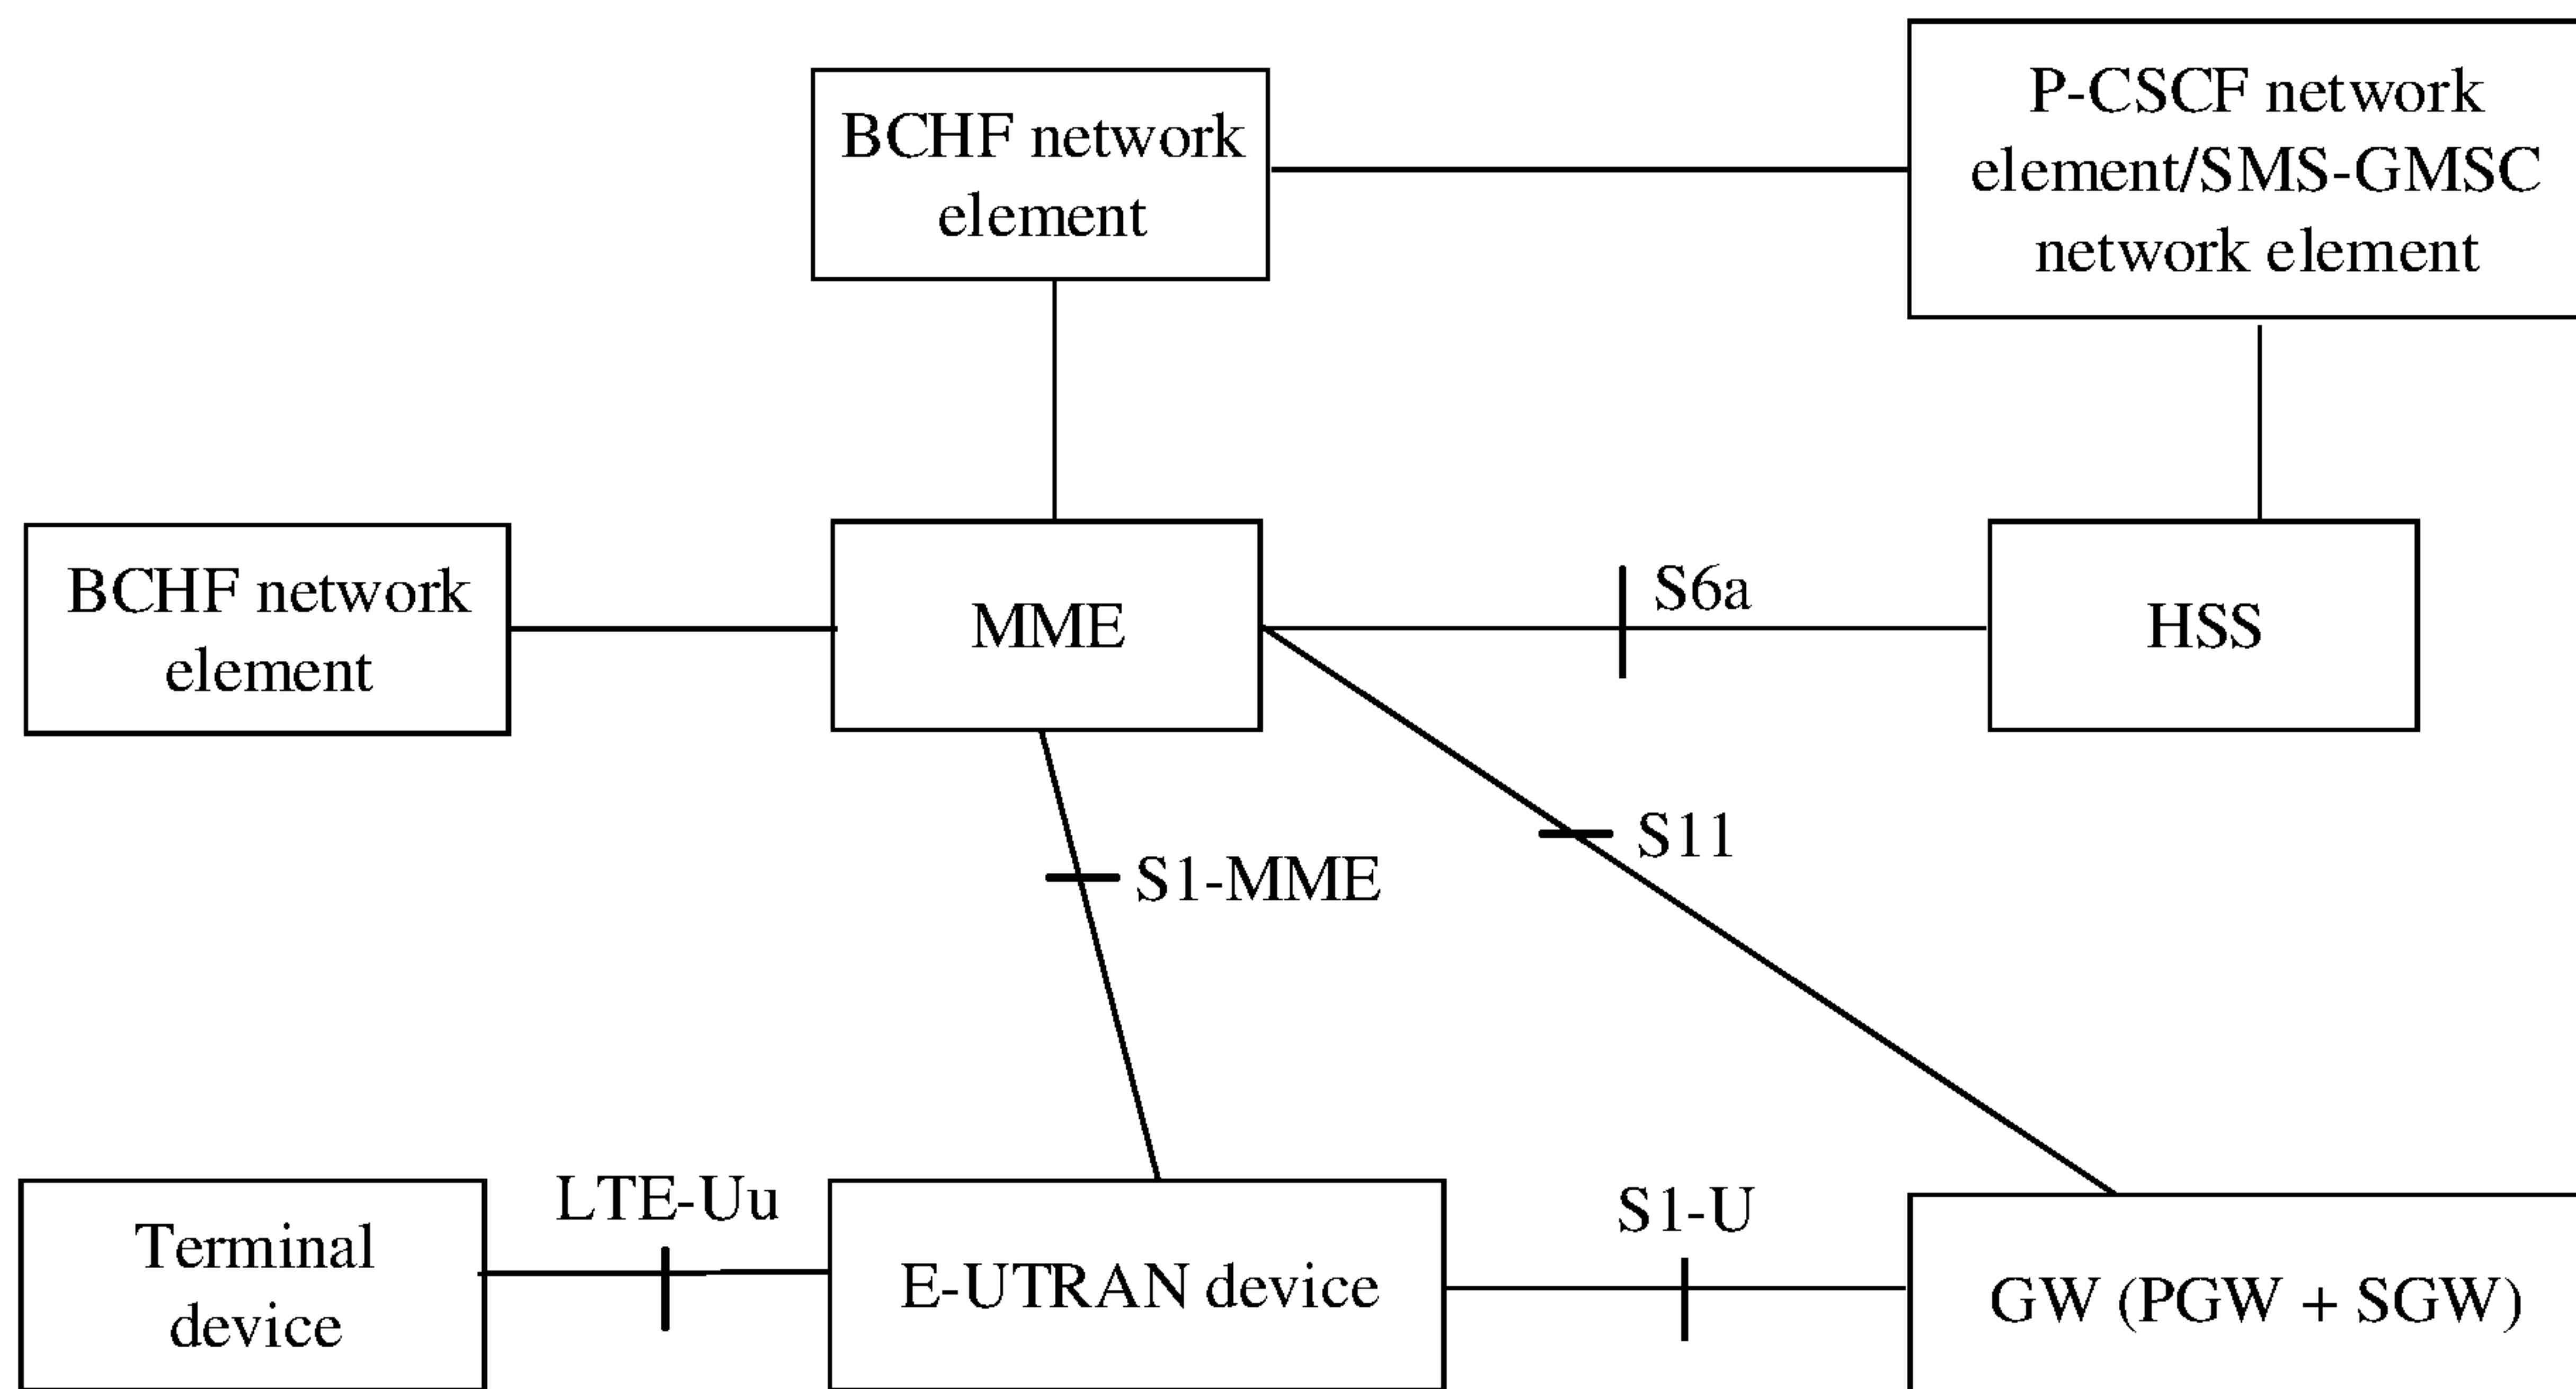 BCHF network
element
P-CSCF network
element/SMS-GMSC
network element
BCHF network
element
MME
S6a
HSS
S11
S1-MME
Terminal
device
LTE-Uu
E-UTRAN device
S1-U
GW (PGW + SGW)